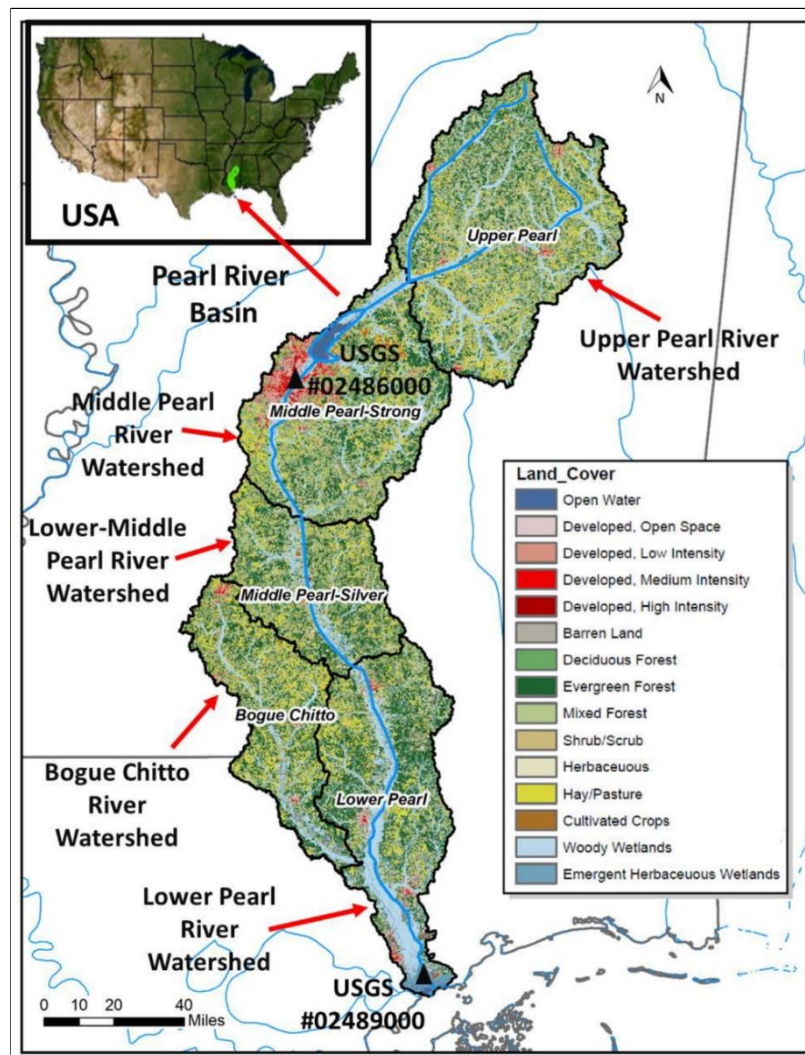 USA
N
Upper Pearl
Pearl River
Basin
Upper Pearl River
Watershed
USGS
#02486000
Middle Pearl-Strong
Middle Pearl
River
Watershed
Lower-Middle
Pearl River
Watershed
Middle Pearl-Silver
Bogue Chitto
Bogue Chitto
River
Watershed
Lower Pearl
Lower Pearl
River
Watershed
USGS
#02489000
Land_Cover
Open Water
Developed, Open Space
Developed, Low Intensity
Developed, Medium Intensity
Developed, High Intensity
Barren Land
Deciduous Forest
Evergreen Forest
Mixed Forest
Shrub/Scrub
Herbaceuous
Hay/Pasture
Cultivated Crops
Woody Wetlands
Emergent Herbaceuous Wetlands
0 10 20 40
Miles